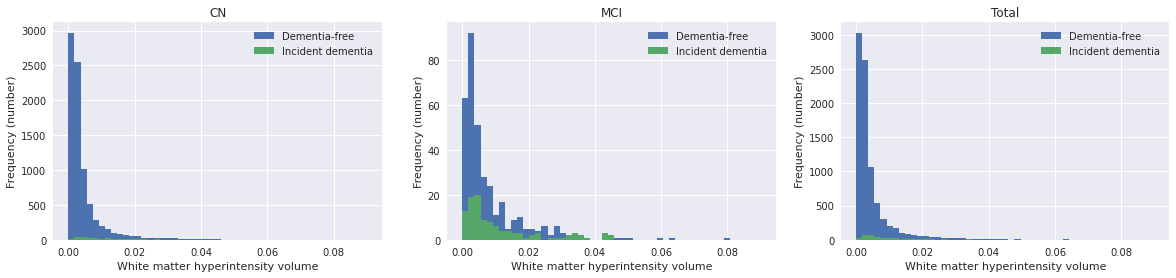 CN
Frequency (number)
3000
2500
2000
1500
1000
500
0
0.00 0.02 0.04 0.06 0.08
White matter hyperintensity volume
Dementia-free
Incident dementia
MCI
Frequency (number)
80
60
40
20
0
0.00 0.02 0.04 0.06 0.08
White matter hyperintensity volume
Dementia-free
Incident dementia
Total
Frequency (number)
3000
2500
2000
1500
1000
500
0
0.00 0.02 0.04 0.06 0.08
White matter hyperintensity volume
Dementia-free
Incident dementia